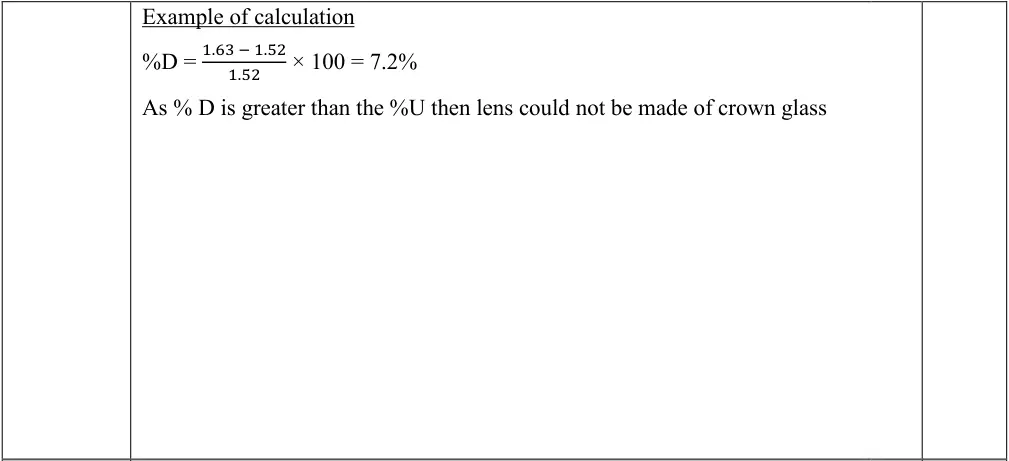 Example of calculation
%D = \frac{1.63 − 1.52}{1.52} × 100 = 7.2%
As % D is greater than the %U then lens could not be made of crown glass